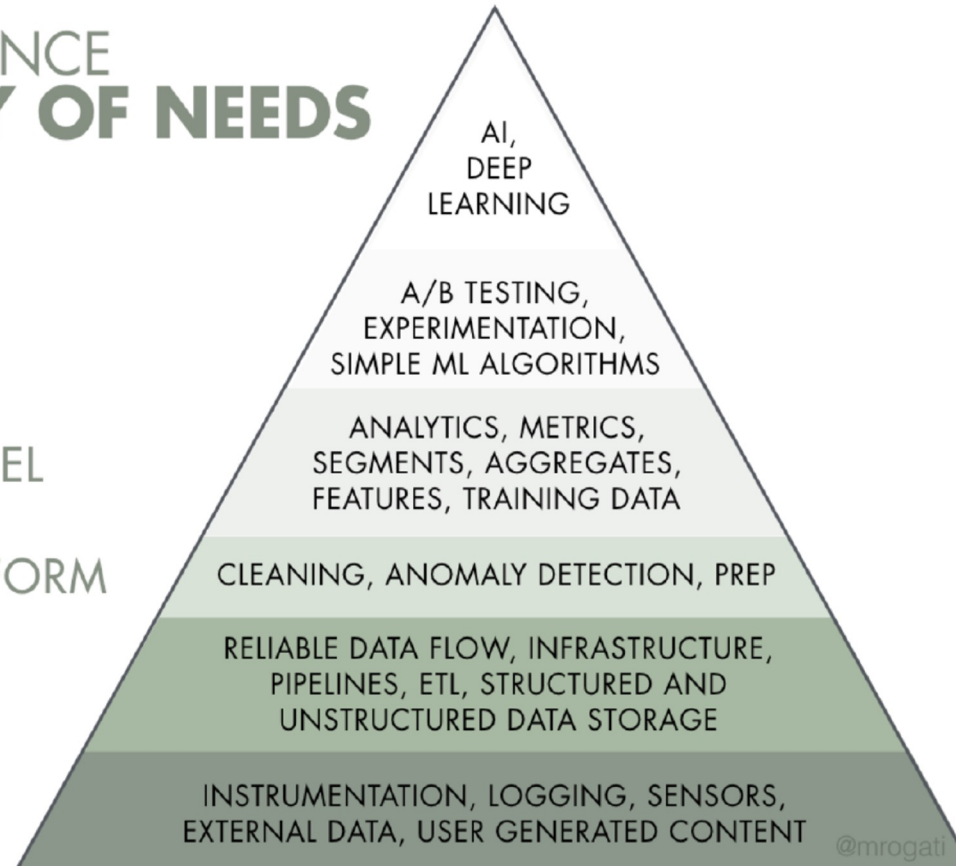 NCE
Y OF NEEDS
AI,
DEEP
LEARNING
A/B TESTING,
EXPERIMENTATION,
SIMPLE ML ALGORITHMS
ANALYTICS, METRICS,
SEGMENTS, AGGREGATES,
FEATURES, TRAINING DATA
EL
CLEANING, ANOMALY DETECTION, PREP
FORM
RELIABLE DATA FLOW, INFRASTRUCTURE,
PIPELINES, ETL, STRUCTURED AND
UNSTRUCTURED DATA STORAGE
INSTRUMENTATION, LOGGING, SENSORS,
EXTERNAL DATA, USER GENERATED CONTENT
@mrogati